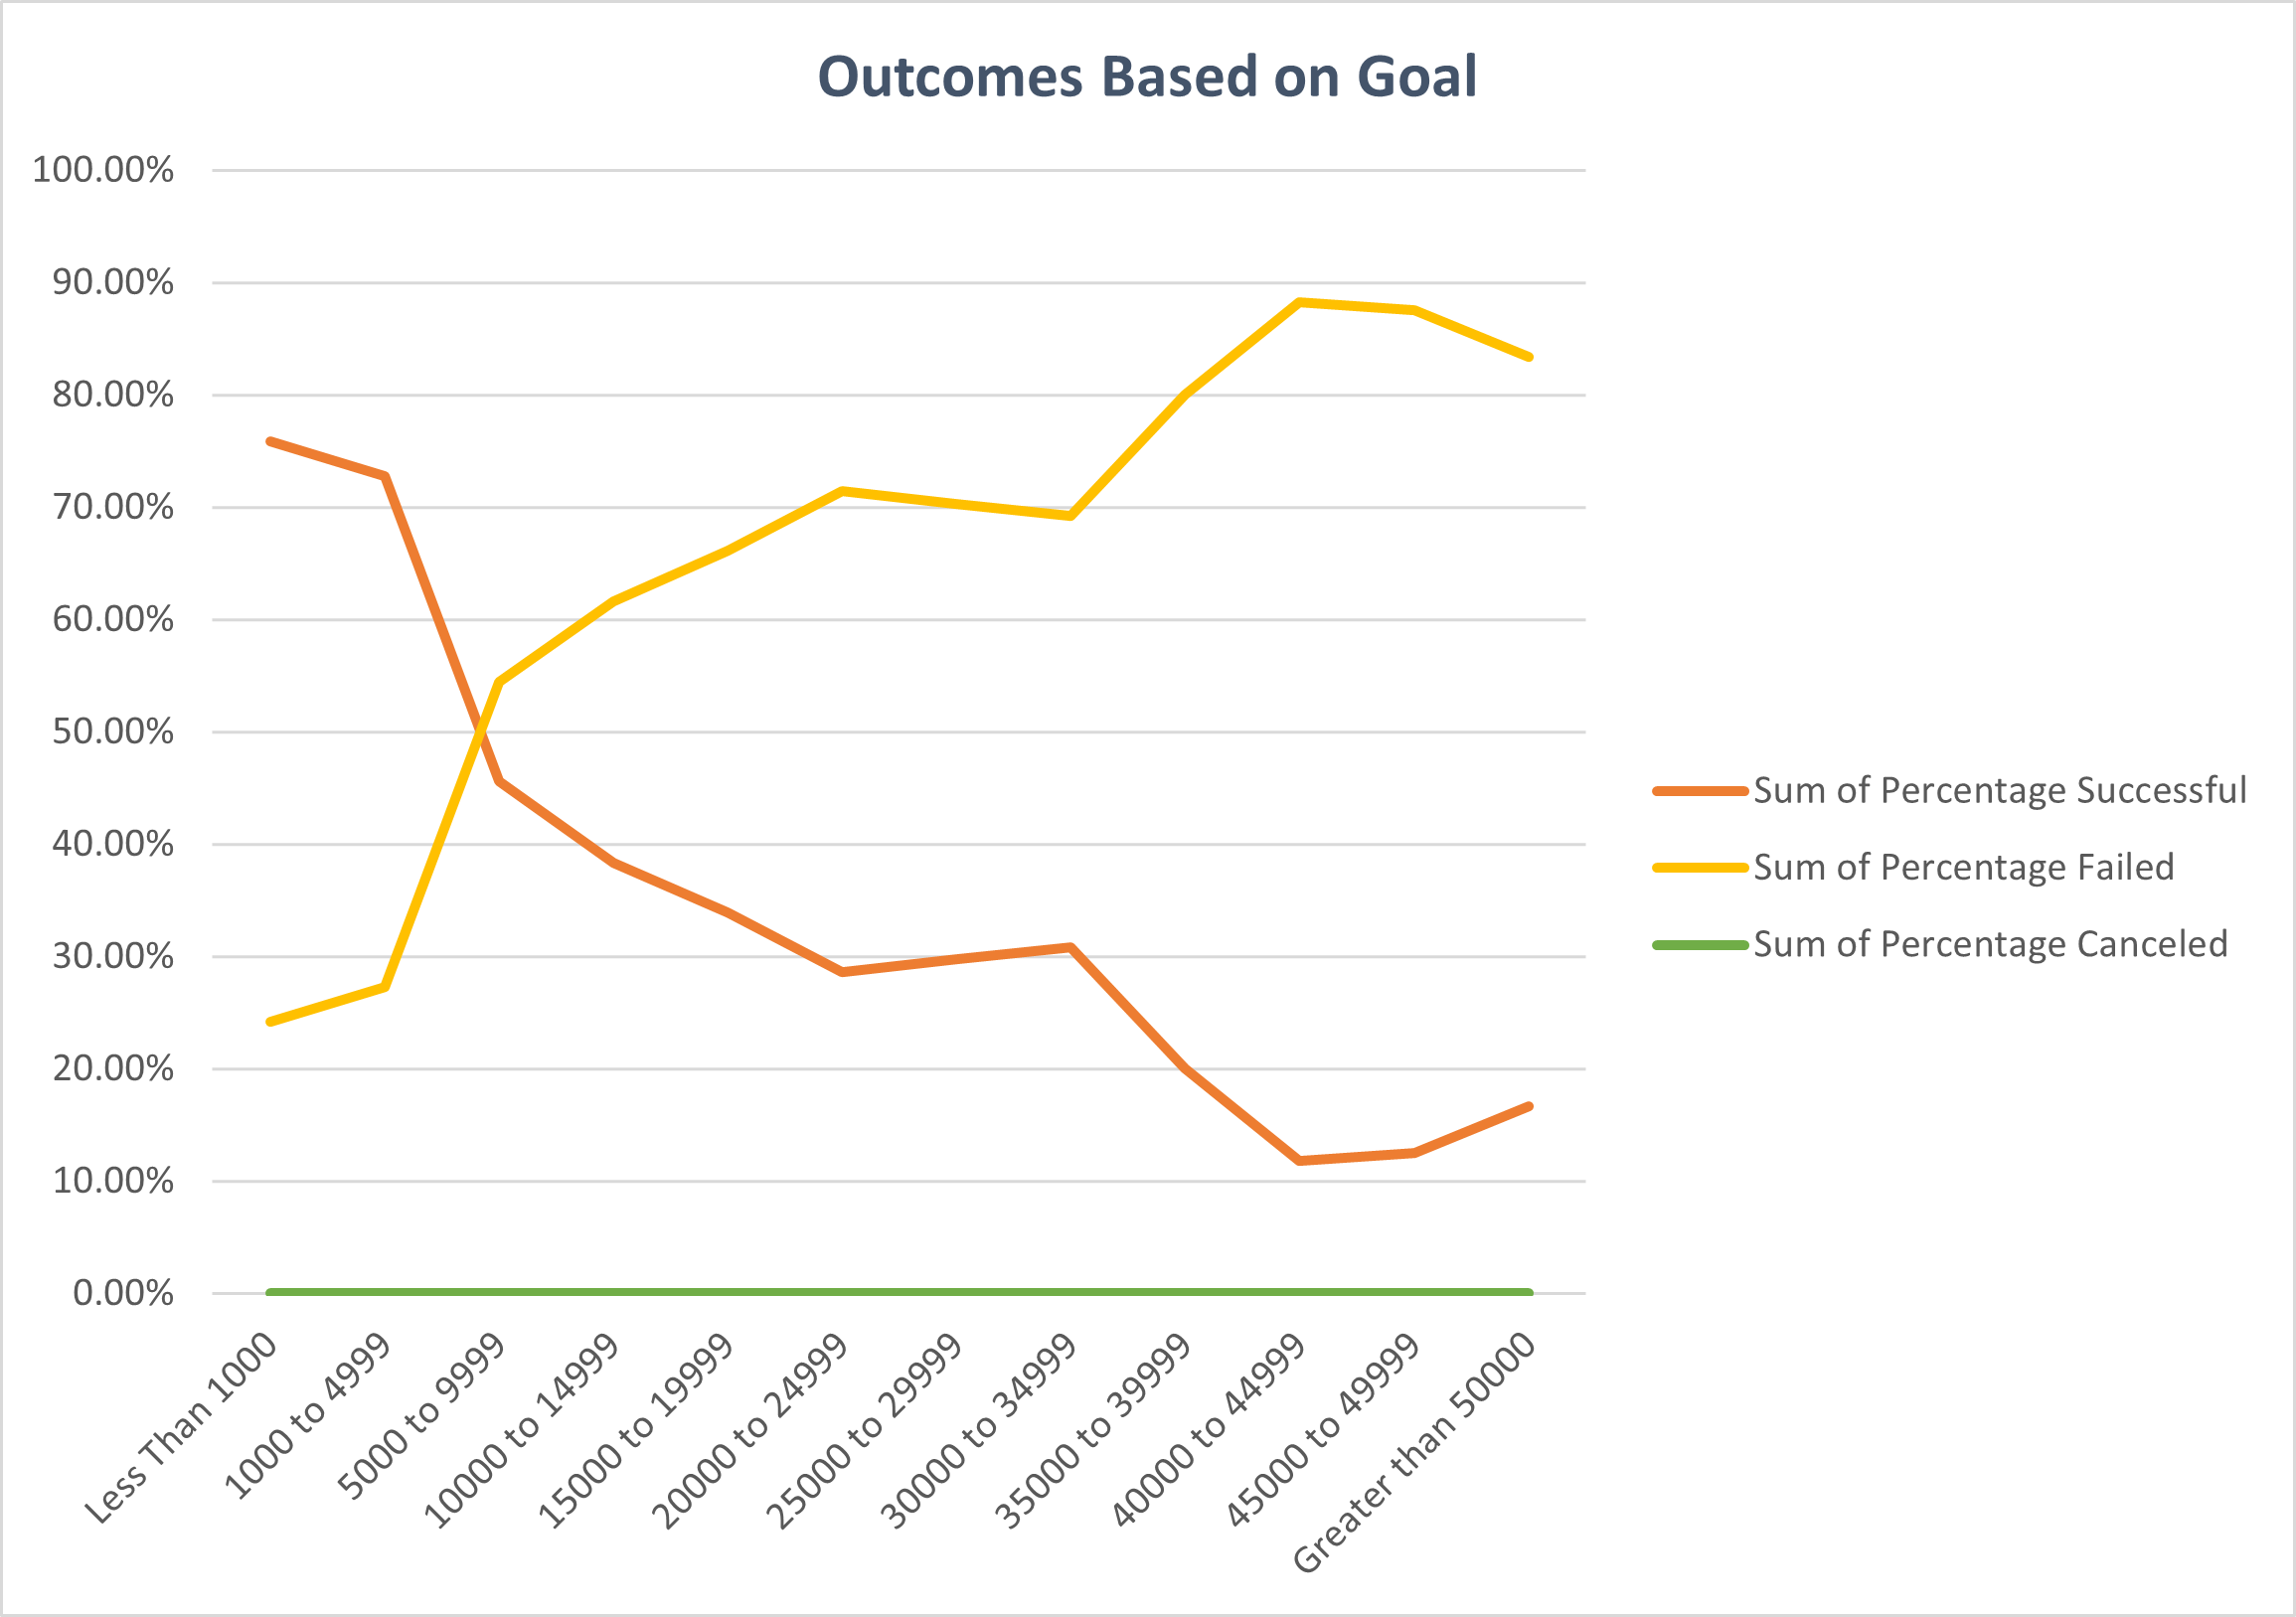 Outcomes Based on Goal
100.00%
90.00%
80.00%
70.00%
60.00%
50.00%
40.00%
30.00%
20.00%
10.00%
0.00%
Less Than 1000
1000 to 4999
5000 to 9999
10000 to 14999
15000 to 19999
20000 to 24999
25000 to 29999
30000 to 34999
35000 to 39999
40000 to 44999
45000 to 49999
Greater than 50000
Sum of Percentage Successful
Sum of Percentage Failed
Sum of Percentage Canceled